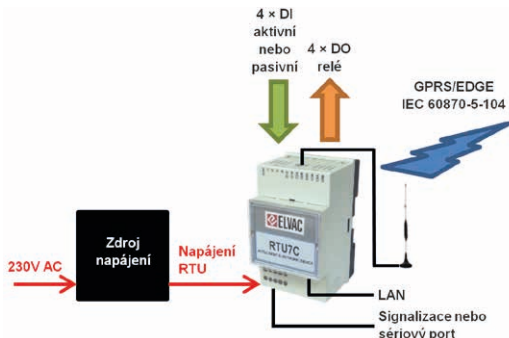 4 × DI
aktivní
nebo
pasivní
4 × DO
relé
GPRS/EDGE
IEC 60870-5-104
ELVAC
RTU7C
Zdroj
napájení
230V AC
Napájení
RTU
LAN
Signalizace nebo
sériový port